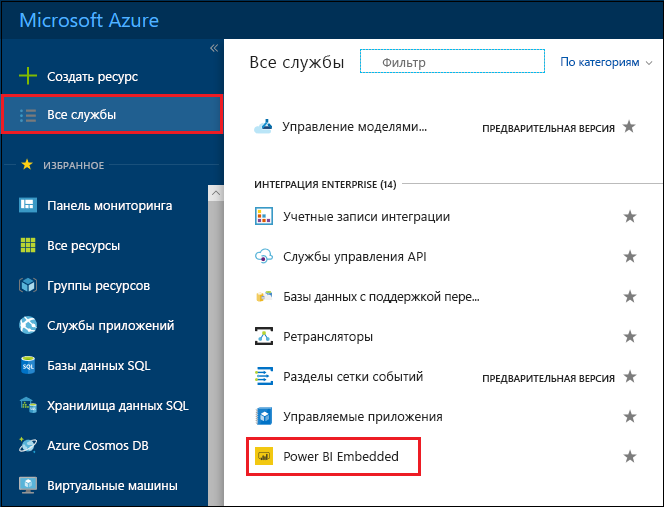 Microsoft Azure
Создать ресурс
Все службы
ИЗБРАННОЕ
Панель мониторинга
Все ресурсы
Группы ресурсов
Службы приложений
Базы данных SQL
Хранилища данных SQL
Azure Cosmos DB
Виртуальные машины
Все службы
Фильтр
По категориям
Управление моделями...
ПРЕДВАРИТЕЛЬНАЯ ВЕРСИЯ
ИНТЕГРАЦИЯ ENTERPRISE (14)
Учетные записи интеграции
Службы управления API
Базы данных с поддержкой пере...
Ретрансляторы
Разделы сетки событий
ПРЕДВАРИТЕЛЬНАЯ ВЕРСИЯ
Управляемые приложения
Power BI Embedded